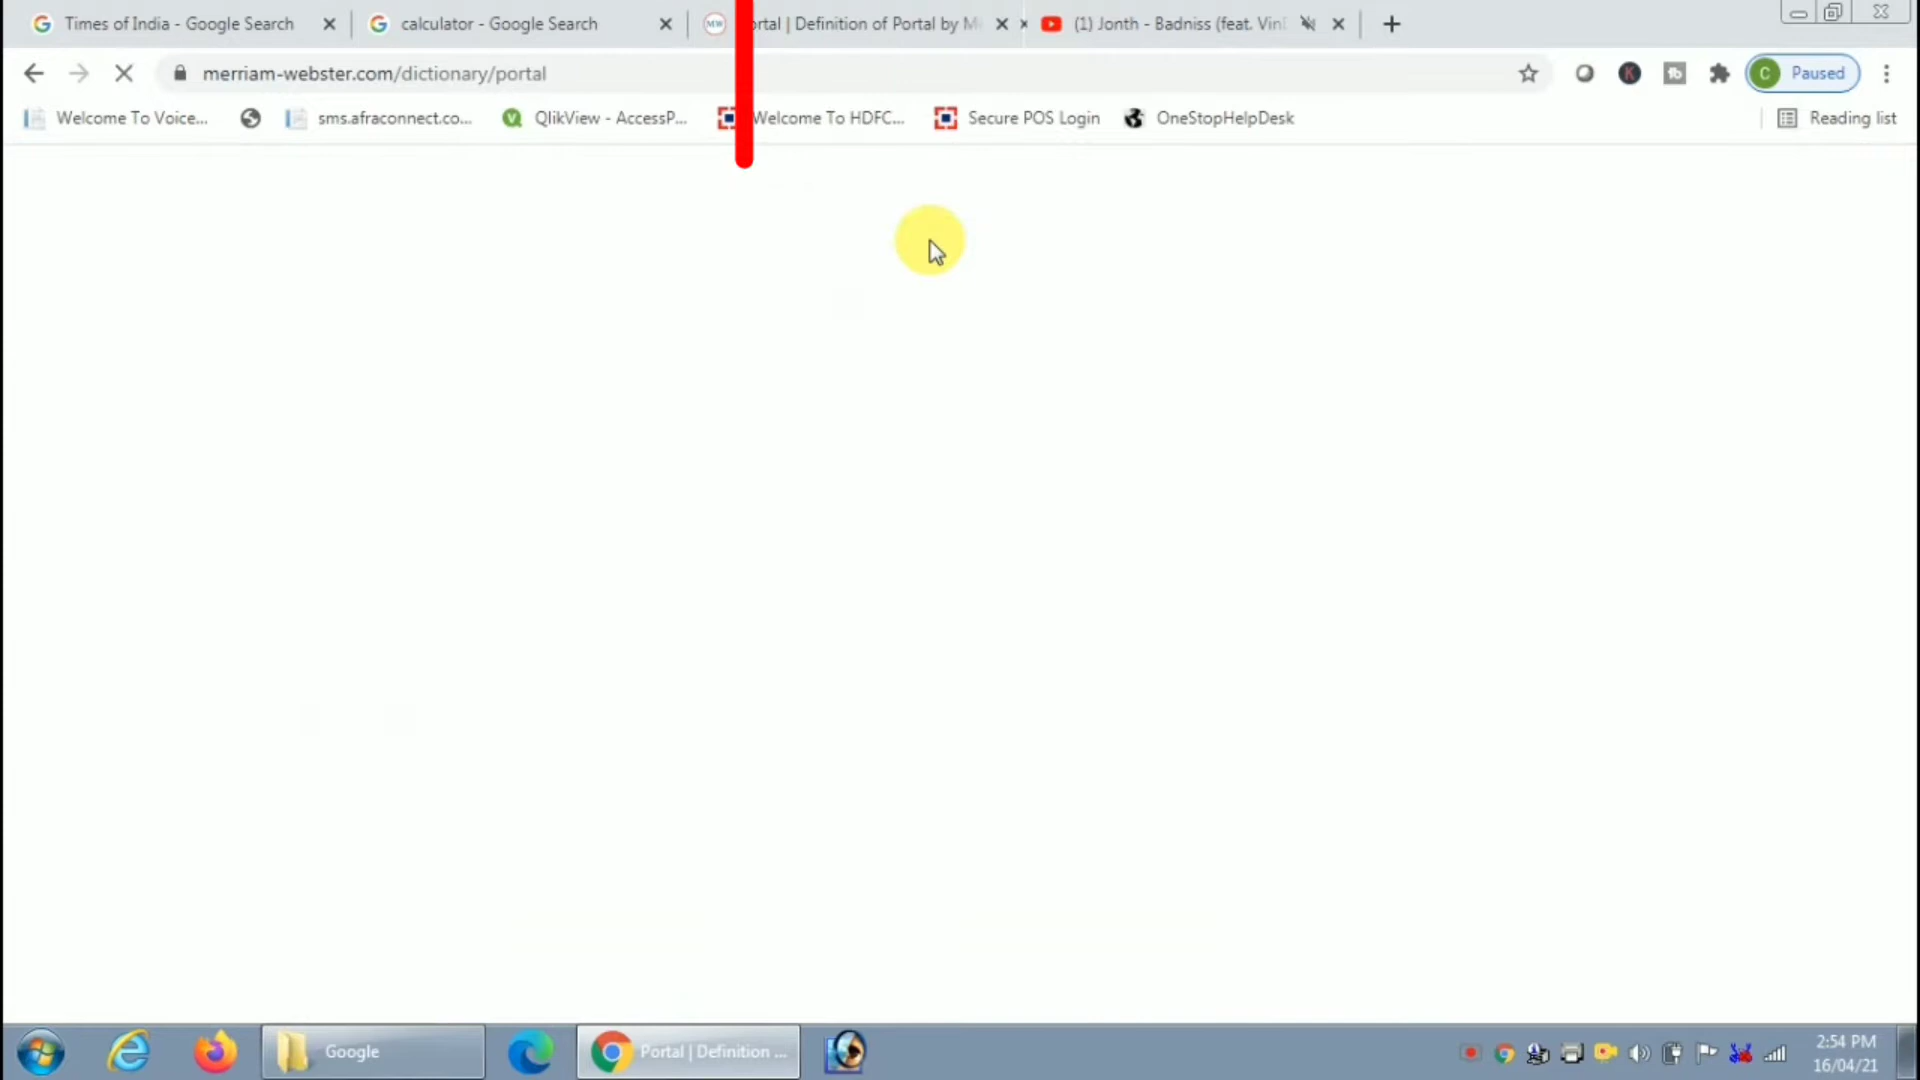 Times of India - Google Search
calculator - Google Search
ortal | Definition of Portal by M
(1) Jonth - Badniss (feat. Vin
merriam-webster.com/dictionary/portal
C Paused
Welcome To Voice...
sms.afraconnect.co...
QlikView - AccessP...
Welcome To HDFC...
Secure POS Login
OneStopHelpDesk
Reading list
Google
Portal | Definition ...
2:54 PM
16/04/21